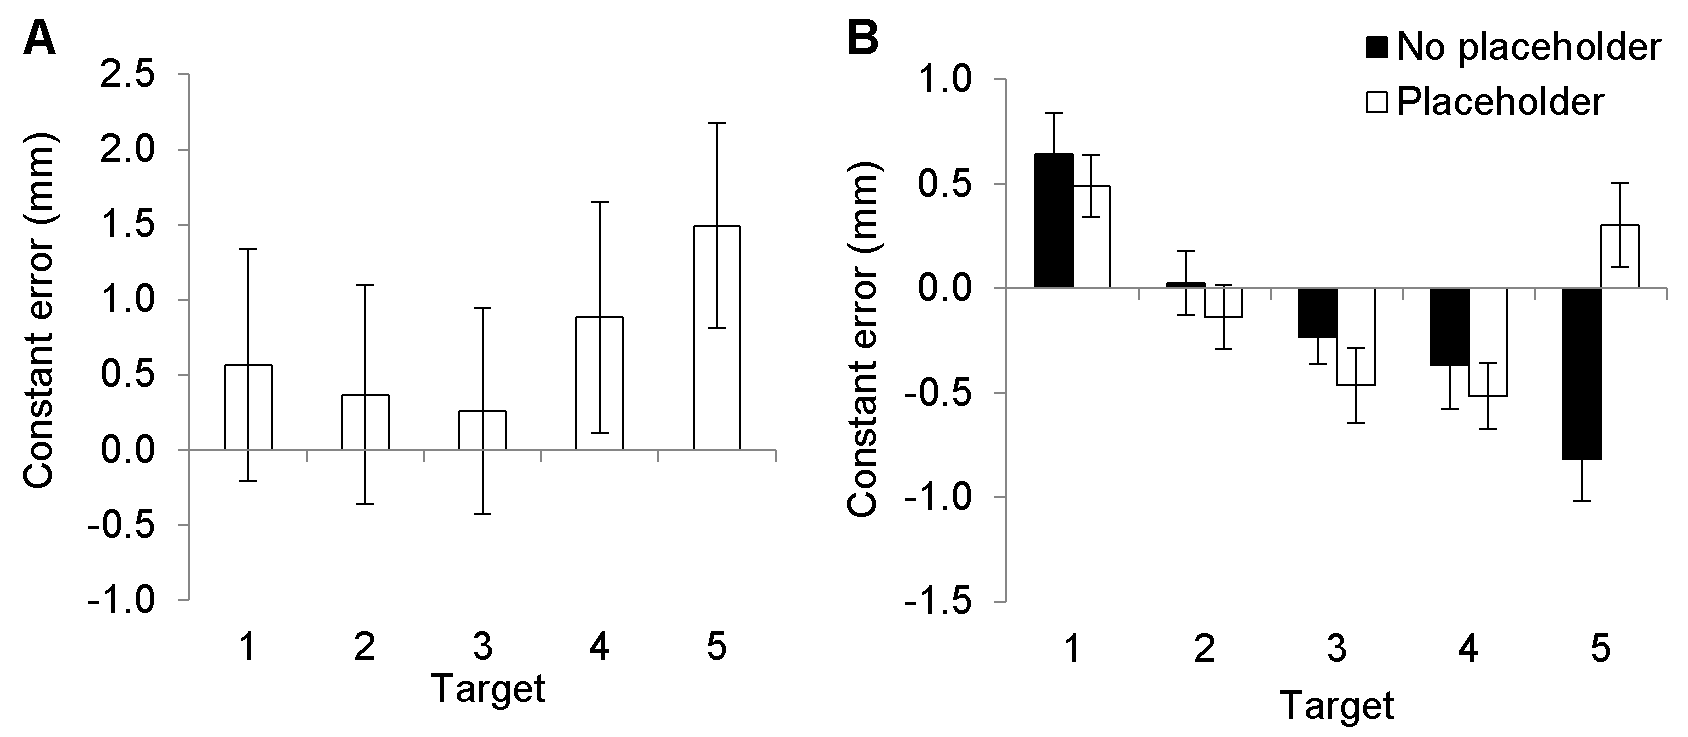 A
2.5
2.0
1.5
1.0
0.5
0.0
-0.5
-1.0
Constant error (mm)
1 2 3 4 5
Target
B
No placeholder
Placeholder
1.0
0.5
0.0
-0.5
-1.0
-1.5
Constant error (mm)
1 2 3 4 5
Target